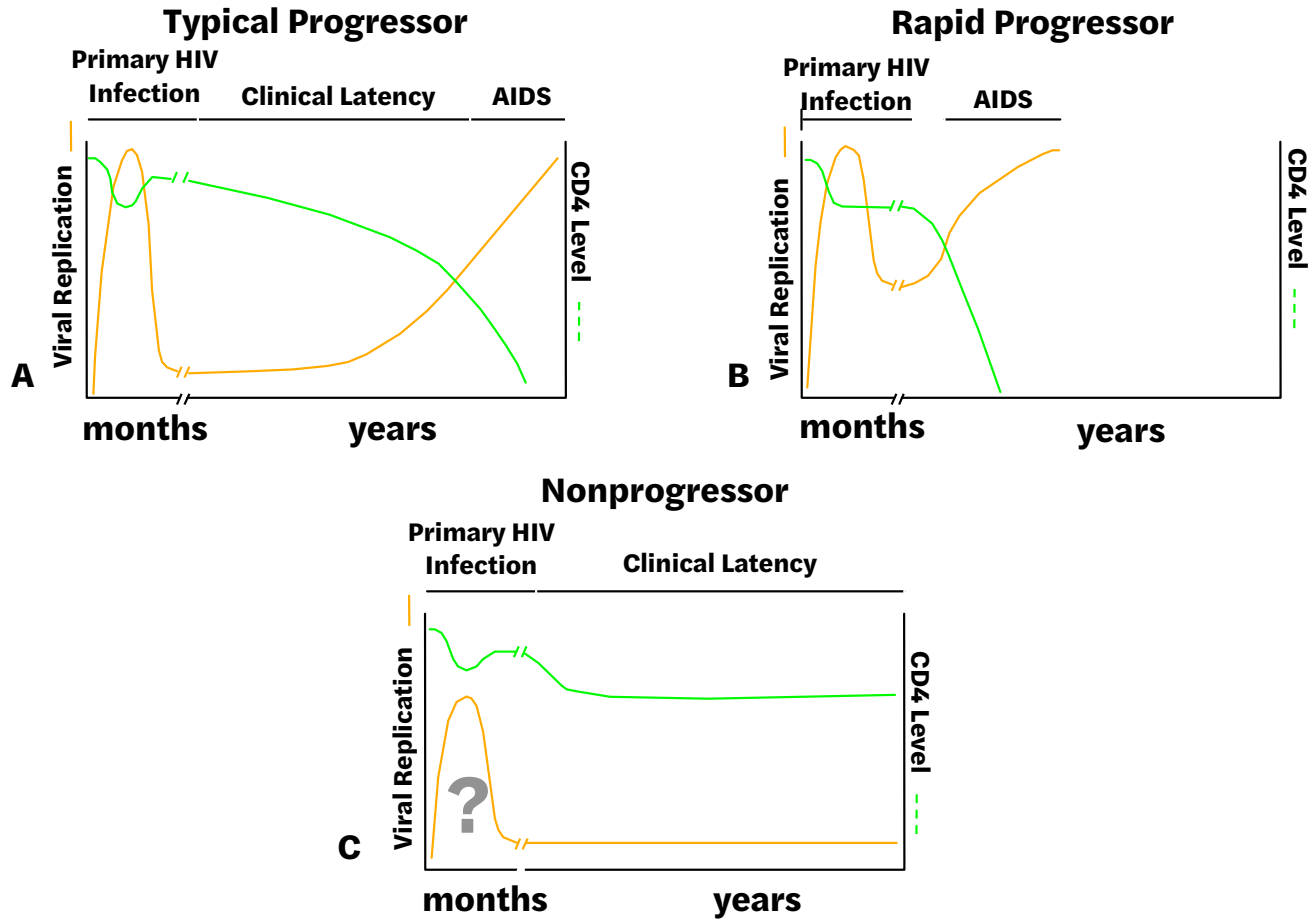 Typical Progressor
Primary HIV
Infection
Clinical Latency
AIDS
Viral Replication
CD4 Level
A
months
years
Rapid Progressor
Primary HIV
Infection
AIDS
Viral Replication
CD4 Level
B
months
years
Nonprogressor
Primary HIV
Infection
Clinical Latency
Viral Replication
?
CD4 Level
C
months
years